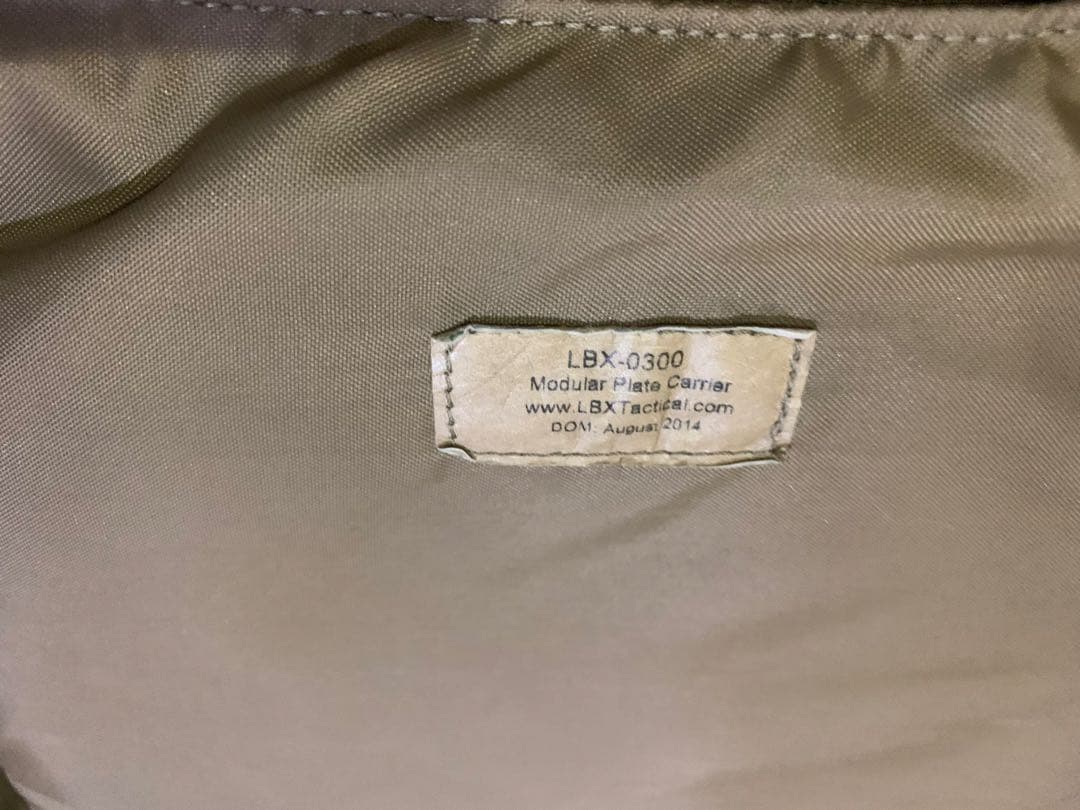 LBX-0300
Modular Plate Carrier
www.LBXTactical.com
DOM: August 2014